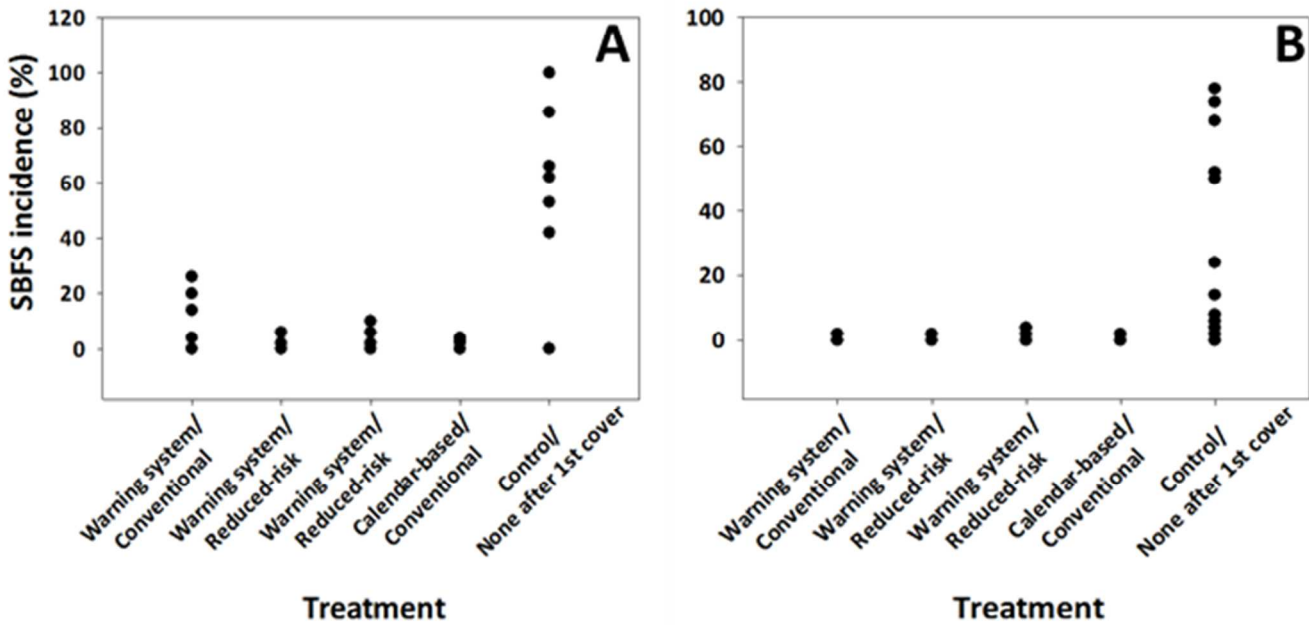 A
SBFS incidence (%)
120
100
80
60
40
20
0
Warning system/
Conventional
Warning system/
Reduced-risk
Warning system/
Reduced-risk
Calendar-based/
Conventional
Control/
None after 1st cover
Treatment
B
100
80
60
40
20
0
Warning system/
Conventional
Warning system/
Reduced-risk
Warning system/
Reduced-risk
Calendar-based/
Conventional
Control/
None after 1st cover
Treatment